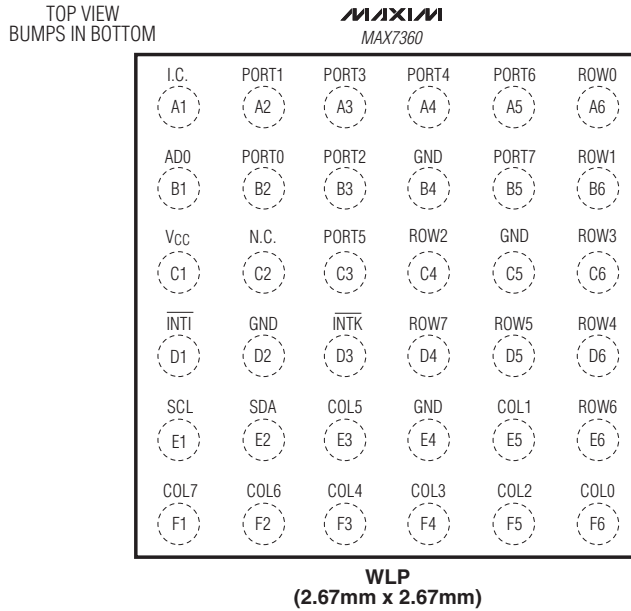 TOP VIEW
BUMPS IN BOTTOM
MAXIM
MAX7360
I.C. PORT1 PORT3 PORT4 PORT6 ROW0
A1 A2 A3 A4 A5 A6
AD0 PORT0 PORT2 GND PORT7 ROW1
B1 B2 B3 B4 B5 B6
VCC N.C. PORT5 ROW2 GND ROW3
C1 C2 C3 C4 C5 C6
INTI GND INTK ROW7 ROW5 ROW4
D1 D2 D3 D4 D5 D6
SCL SDA COL5 GND COL1 ROW6
E1 E2 E3 E4 E5 E6
COL7 COL6 COL4 COL3 COL2 COL0
F1 F2 F3 F4 F5 F6
WLP
(2.67mm x 2.67mm)